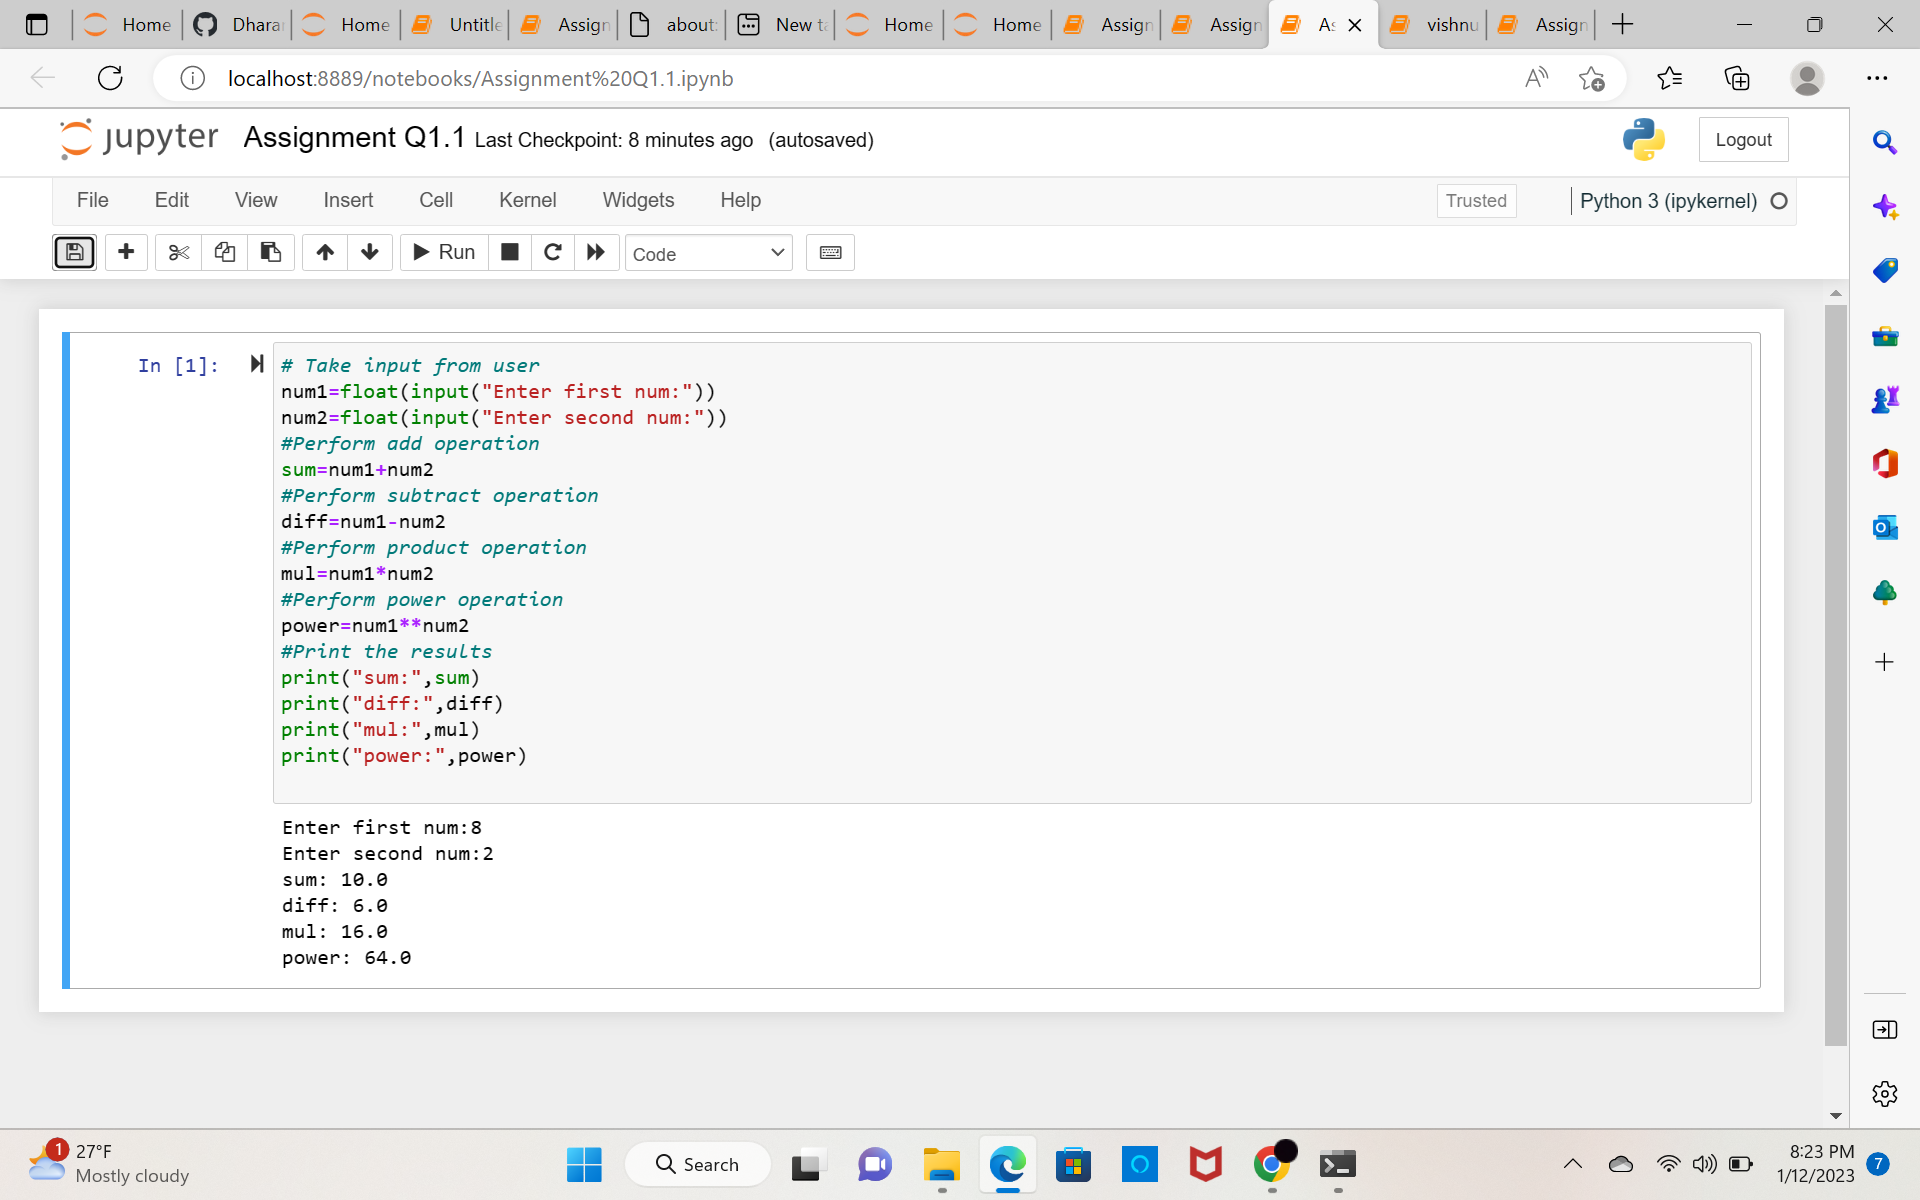 Home
Dharai
Home
Untitle
Assign
about:
New ta
Home
Home
Assign
Assign
As
vishnu
Assign
localhost:8889/notebooks/Assignment%20Q1.1.ipynb
jupyter Assignment Q1.1 Last Checkpoint: 8 minutes ago (autosaved)
Logout
File Edit View Insert Cell Kernel Widgets Help
Trusted
Python 3 (ipykernel)
Run
Code
In [1]:
# Take input from user
num1=float(input("Enter first num:"))
num2=float(input("Enter second num:"))
#Perform add operation
sum=num1+num2
#Perform subtract operation
diff=num1-num2
#Perform product operation
mul=num1*num2
#Perform power operation
power=num1**num2
#Print the results
print("sum:",sum)
print("diff:",diff)
print("mul:",mul)
print("power:",power)
Enter first num:8
Enter second num:2
sum: 10.0
diff: 6.0
mul: 16.0
power: 64.0
1
27°F
Mostly cloudy
Search
8:23 PM
1/12/2023
7